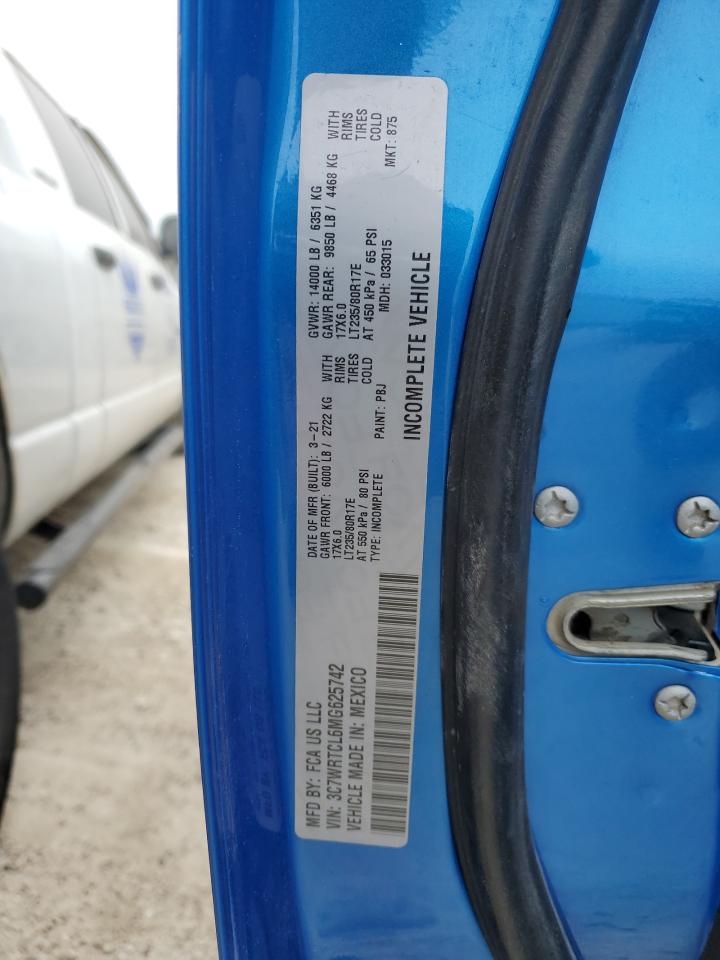 MFD BY: FCA US LLC
DATE OF MFR (BUILT): 3-21
GVWR: 14000 LB / 6351 KG
VIN: 3C7WRTCL6MG625742
GAWR FRONT: 6000 LB / 2722 KG WITH
GAWR REAR: 9850 LB / 4468 KG WITH
VEHICLE MADE IN: MEXICO
17X6.0 RIMS
17X6.0 RIMS
LT235/80R17E TIRES
LT235/80R17E TIRES
AT 550 kPa / 80 PSI COLD
AT 450 kPa / 65 PSI COLD
TYPE: INCOMPLETE
PAINT: PBJ
MDH: 033015
MKT: 875
INCOMPLETE VEHICLE